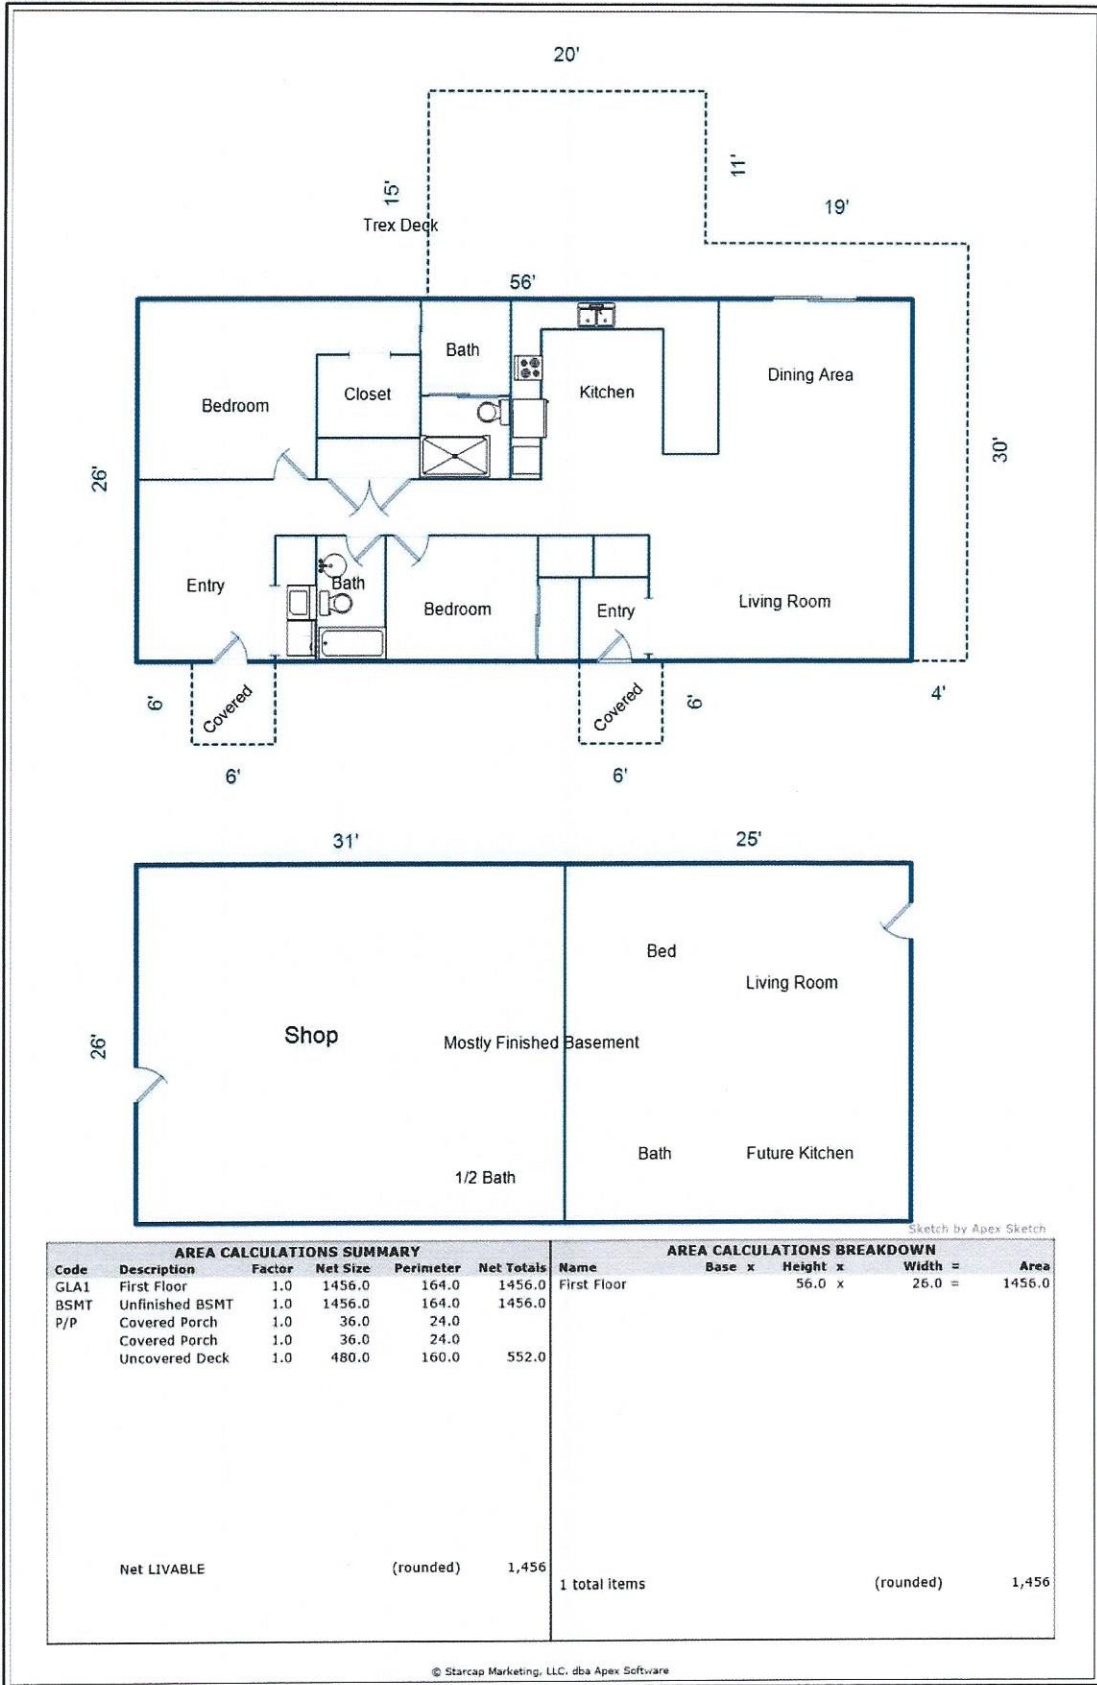 20'
15'
11'
19'
Trex Deck
56'
Bath
Dining Area
Closet
Kitchen
Bedroom
26'
30'
Entry
Bath
Bedroom
Entry
Living Room
6'
Covered
Covered
6'
4'
6'
6'
31'
25'
Bed
Living Room
Shop
Mostly Finished Basement
26'
Bath
Future Kitchen
1/2 Bath
Sketch by Apex Sketch
AREA CALCULATIONS SUMMARY
Code Description Factor Net Size Perimeter Net Totals
GLA1 First Floor 1.0 1456.0 164.0 1456.0
BSMT Unfinished BSMT 1.0 1456.0 164.0 1456.0
P/P Covered Porch 1.0 36.0 24.0
Covered Porch 1.0 36.0 24.0
Uncovered Deck 1.0 480.0 160.0 552.0
Net LIVABLE (rounded) 1,456
AREA CALCULATIONS BREAKDOWN
Name Base x Height x Width = Area
First Floor 56.0 x 26.0 = 1456.0
1 total items (rounded) 1,456
© Starcap Marketing, LLC. dba Apex Software